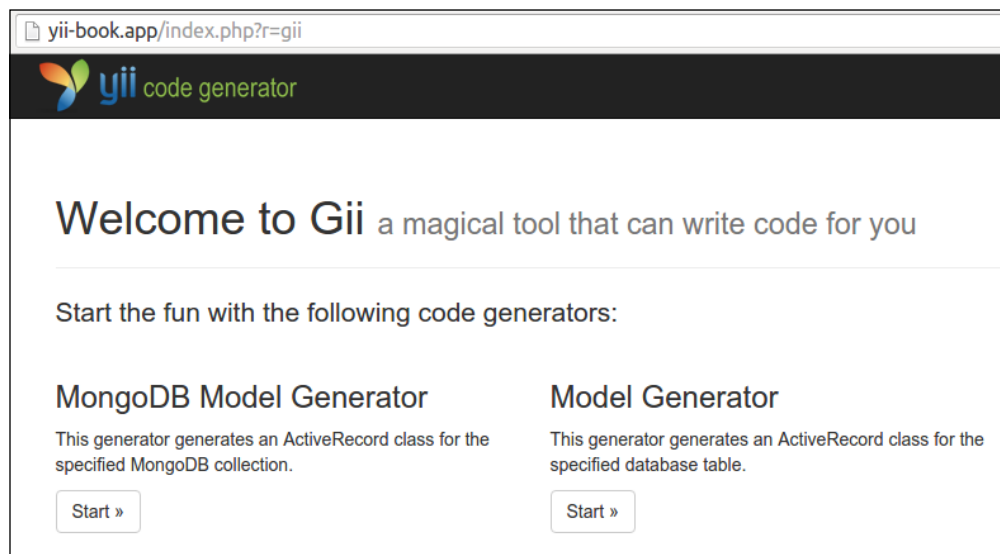 yii-book.app/index.php?r=gii
yii code generator
Welcome to Gii a magical tool that can write code for you
Start the fun with the following code generators:
MongoDB Model Generator
This generator generates an ActiveRecord class for the
specified MongoDB collection.
Start »
Model Generator
This generator generates an ActiveRecord class for the
specified database table.
Start »